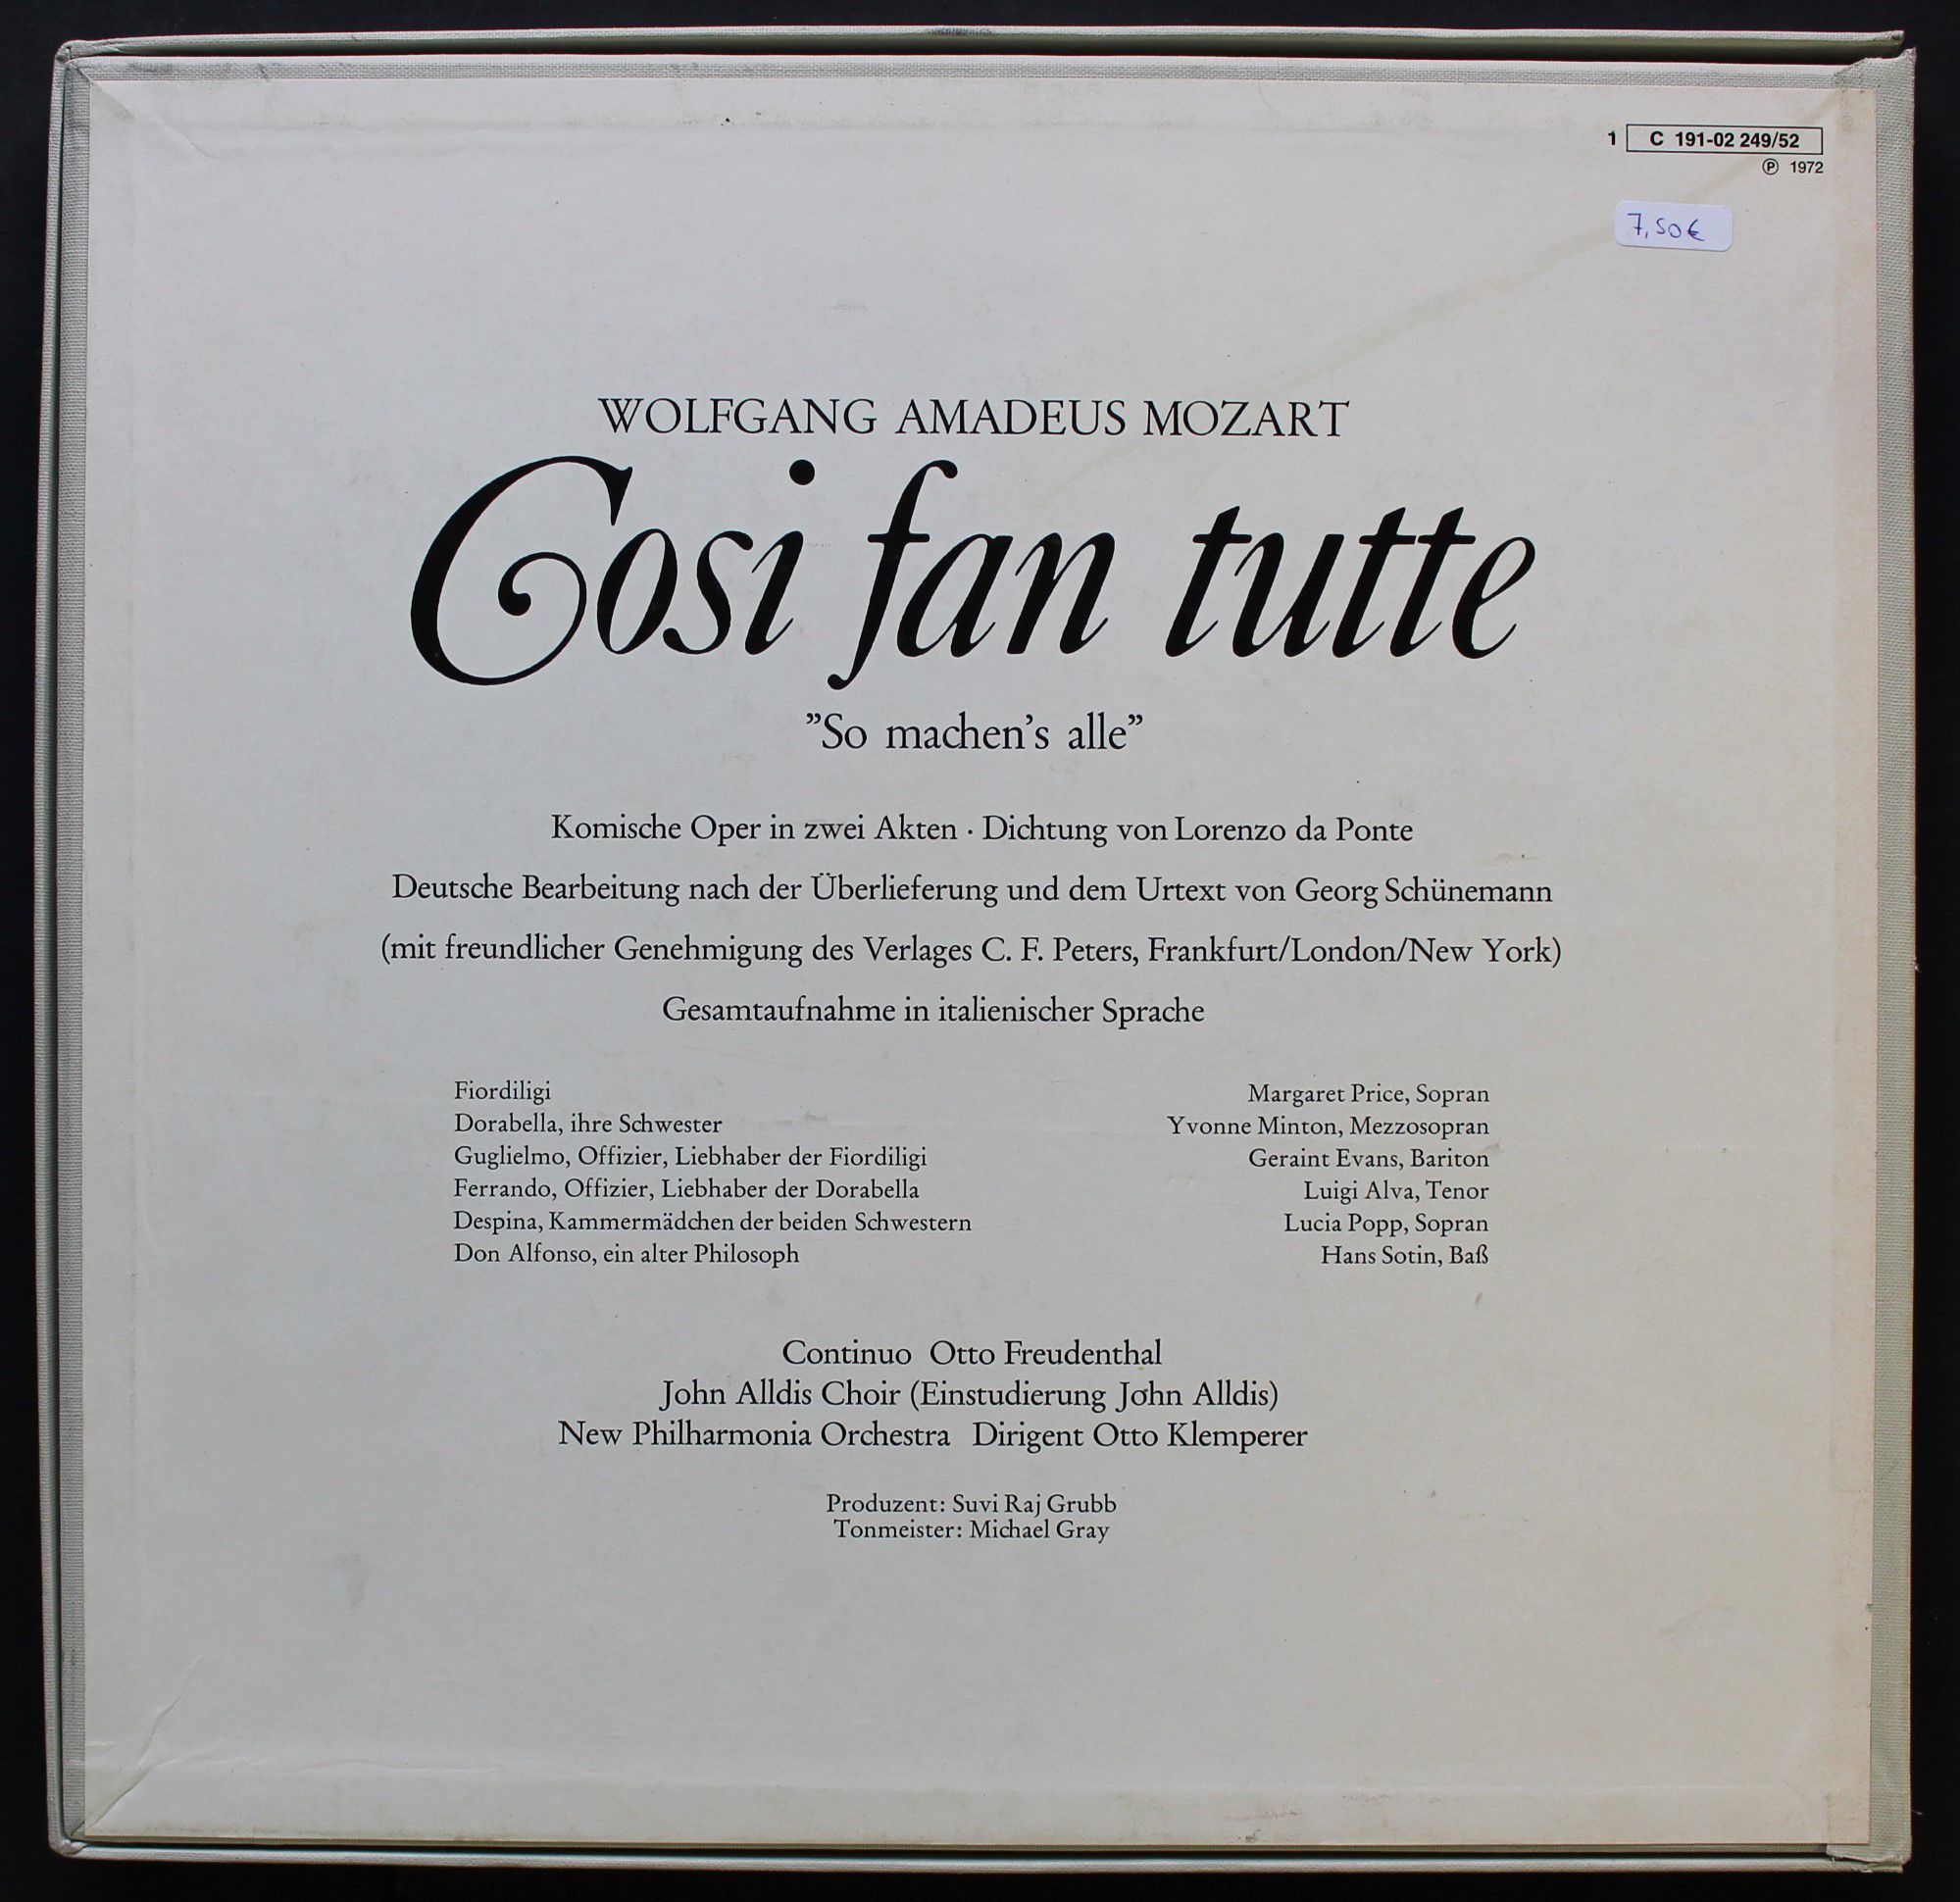 1 C 191-02 249/52
Ⓟ 1972
7,50€
WOLFGANG AMADEUS MOZART
Cosi fan tutte
”So machen’s alle”
Komische Oper in zwei Akten · Dichtung von Lorenzo da Ponte
Deutsche Bearbeitung nach der Überlieferung und dem Urtext von Georg Schünemann
(mit freundlicher Genehmigung des Verlages C. F. Peters, Frankfurt/London/New York)
Gesamtaufnahme in italienischer Sprache
Fiordiligi Margaret Price, Sopran
Dorabella, ihre Schwester Yvonne Minton, Mezzosopran
Guglielmo, Offizier, Liebhaber der Fiordiligi Geraint Evans, Bariton
Ferrando, Offizier, Liebhaber der Dorabella Luigi Alva, Tenor
Despina, Kammermädchen der beiden Schwestern Lucia Popp, Sopran
Don Alfonso, ein alter Philosoph Hans Sotin, Baß
Continuo Otto Freudenthal
John Alldis Choir (Einstudierung John Alldis)
New Philharmonia Orchestra Dirigent Otto Klemperer
Produzent: Suvi Raj Grubb
Tonmeister: Michael Gray